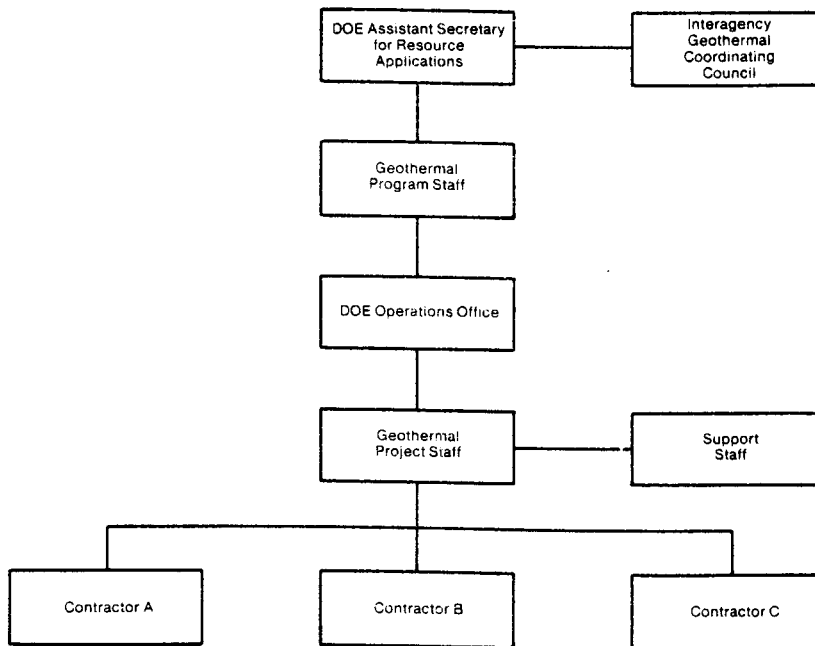 DOE Assistant Secretary
for Resource
Applications
Interagency
Geothermal
Coordinating
Council
Geothermal
Program Staff
DOE Operations Office
Geothermal
Project Staff
Support
Staff
Contractor A
Contractor B
Contractor C